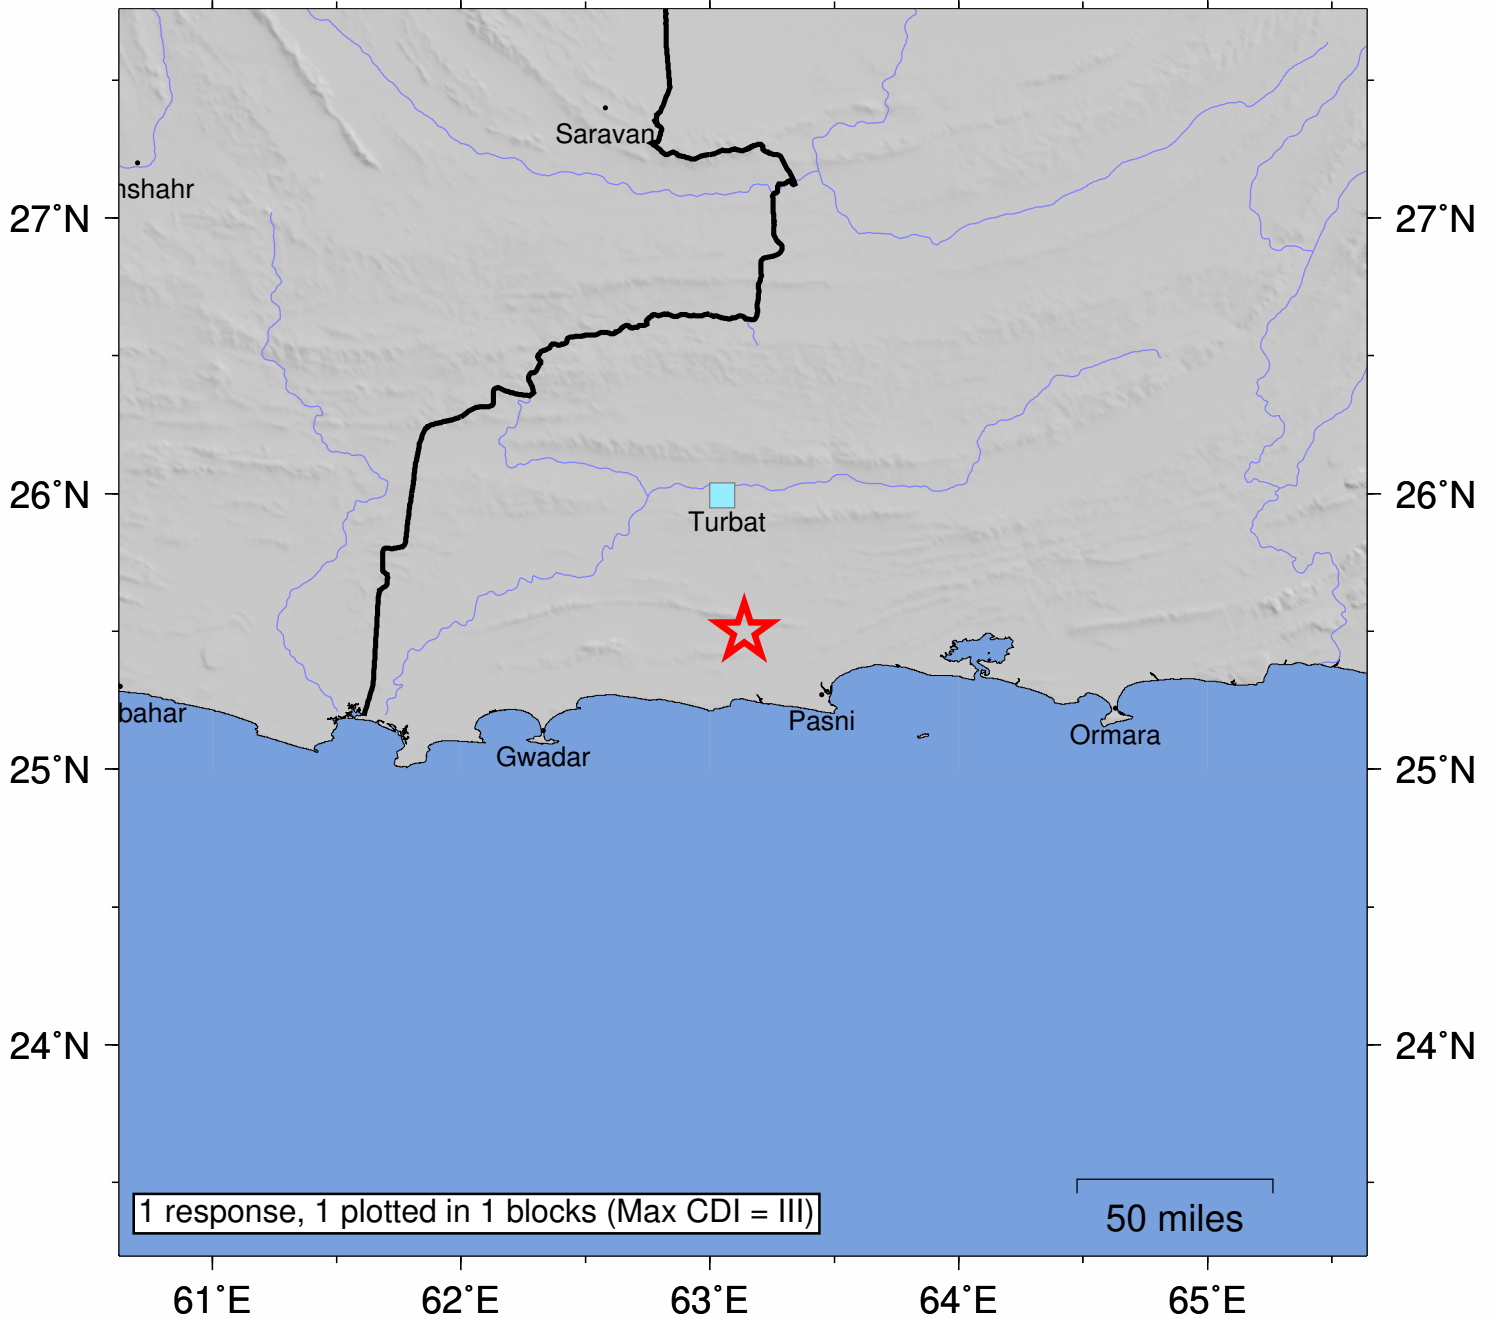 Saravan
nshahr
27°N
27°N
26°N
26°N
Turbat
bahar
Pasni
Ormara
Gwadar
25°N
25°N
24°N
24°N
1 response, 1 plotted in 1 blocks (Max CDI = III)
50 miles
61°E
62°E
63°E
64°E
65°E